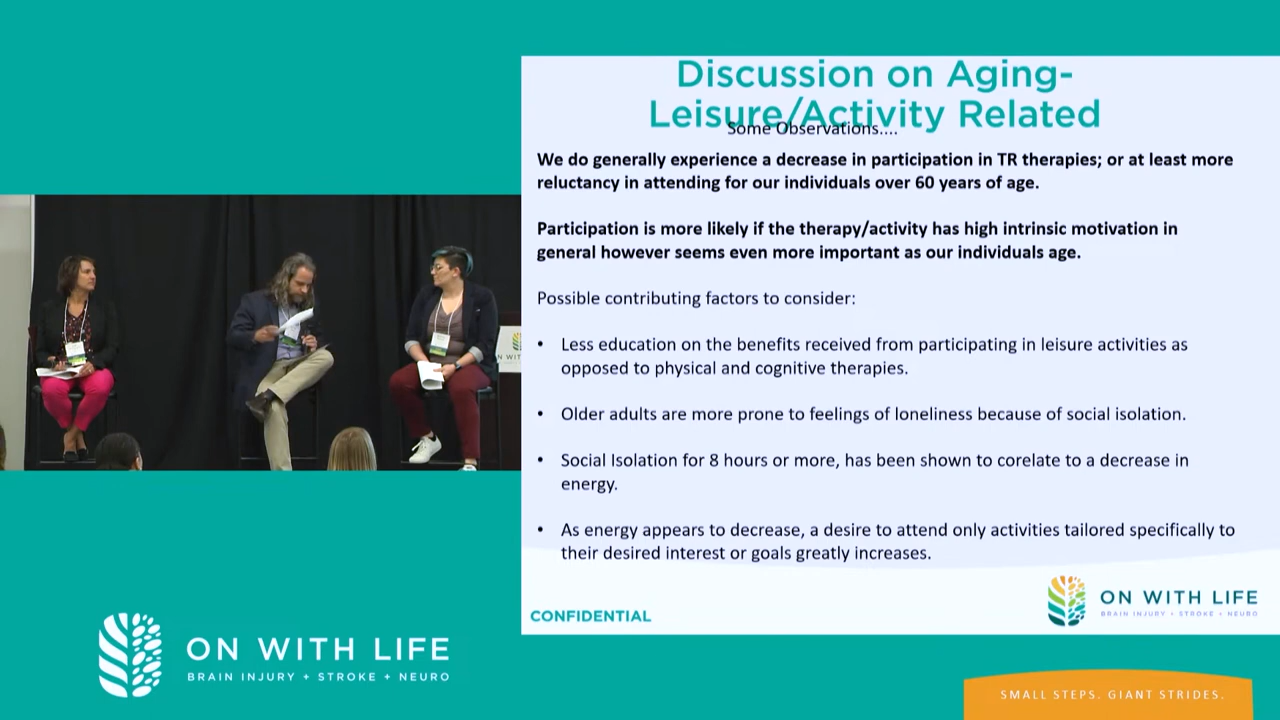 Discussion on Aging-
Leisure/Activity Related
Some Observations....
We do generally experience a decrease in participation in TR therapies; or at least more
reluctancy in attending for our individuals over 60 years of age.
Participation is more likely if the therapy/activity has high intrinsic motivation in
general however seems even more important as our individuals age.
Possible contributing factors to consider:
• Less education on the benefits received from participating in leisure activities as
opposed to physical and cognitive therapies.
• Older adults are more prone to feelings of loneliness because of social isolation.
• Social Isolation for 8 hours or more, has been shown to corelate to a decrease in
energy.
• As energy appears to decrease, a desire to attend only activities tailored specifically to
their desired interest or goals greatly increases.
CONFIDENTIAL
ON WITH LIFE
BRAIN INJURY + STROKE + NEURO
ON WITH LIFE
BRAIN INJURY + STROKE + NEURO
SMALL STEPS. GIANT STRIDES.